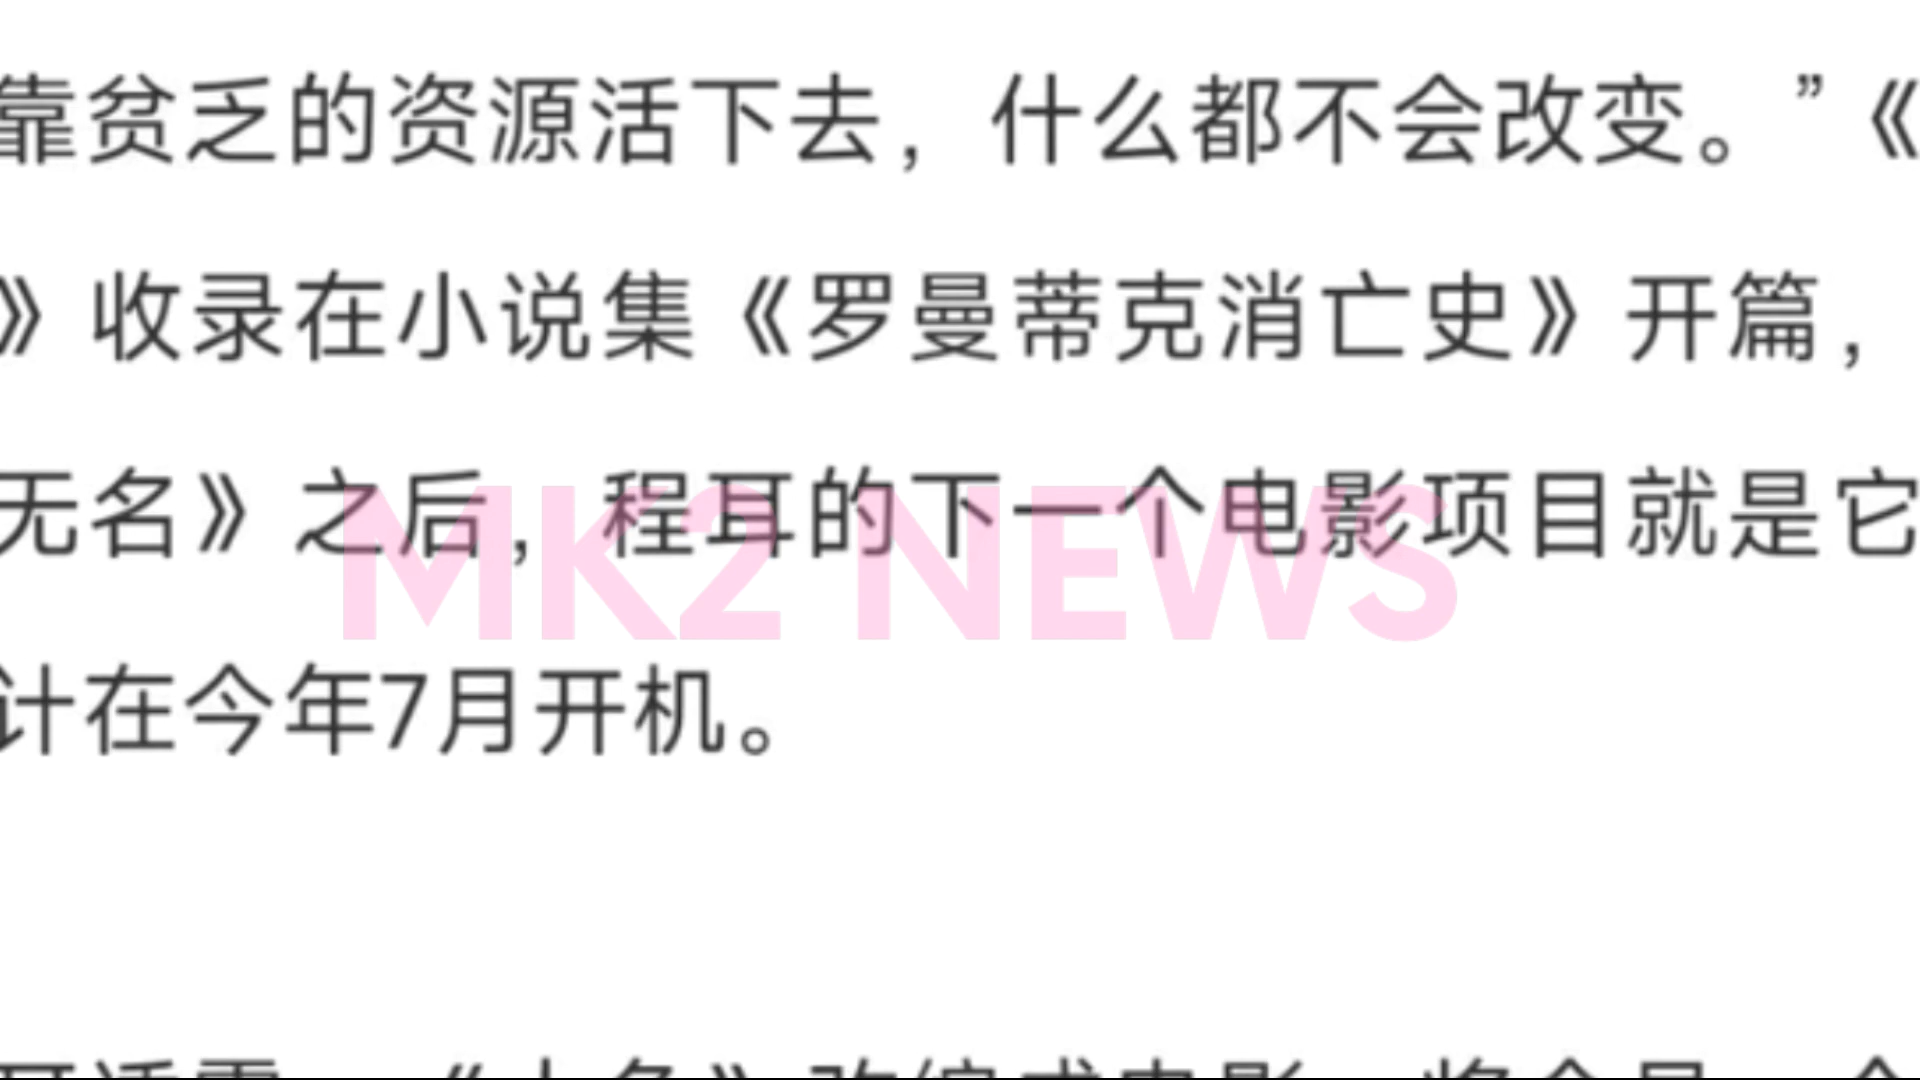 靠贫乏的资源活下去，什么都不会改变。”《
》收录在小说集《罗曼蒂克消亡史》开篇，
无名》之后，程耳的下一个电影项目就是它
MK2 NEWS
计在今年7月开机。